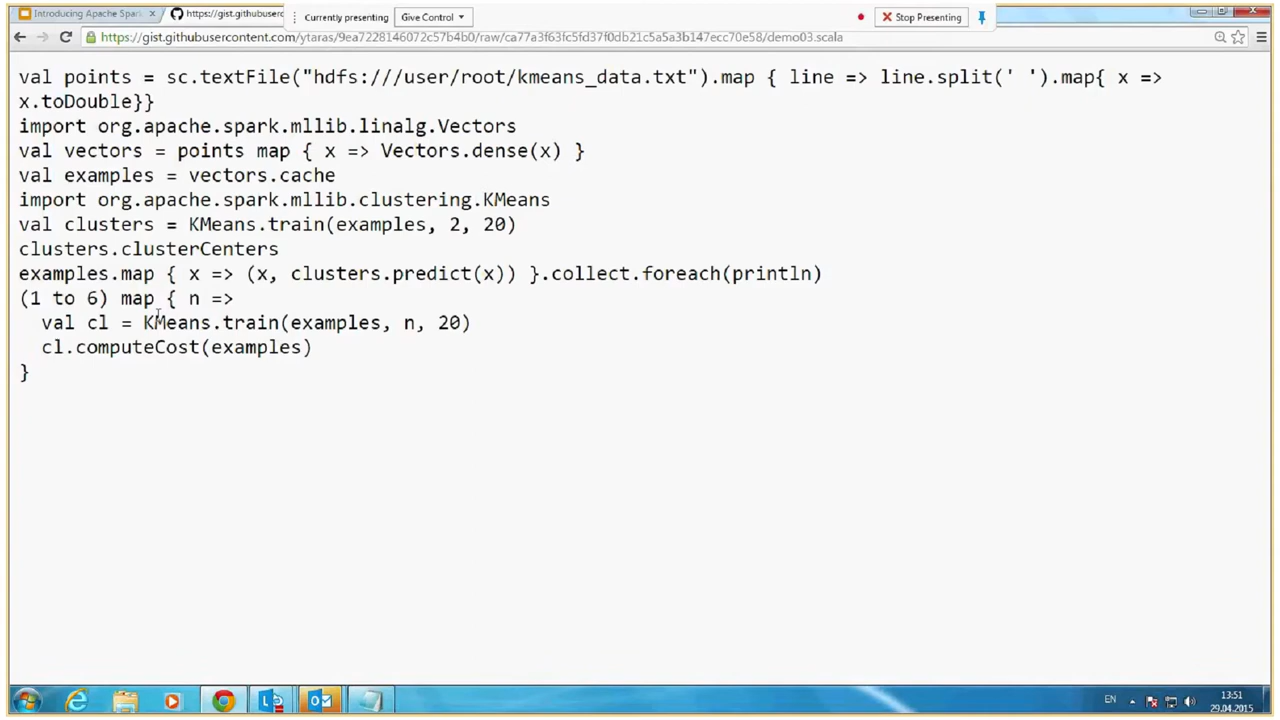 Introducing Apache Spark
https://gist.githubuserc
Currently presenting
Give Control
Stop Presenting
https://gist.githubusercontent.com/ytaras/9ea7228146072c57b4b0/raw/ca77a3f63fc5fd37f0db21c5a5a3b147ecc70e58/demo03.scala
val points = sc.textFile("hdfs:///user/root/kmeans_data.txt").map { line => line.split(' ').map{ x =>
x.toDouble}}
import org.apache.spark.mllib.linalg.Vectors
val vectors = points map { x => Vectors.dense(x) }
val examples = vectors.cache
import org.apache.spark.mllib.clustering.KMeans
val clusters = KMeans.train(examples, 2, 20)
clusters.clusterCenters
examples.map { x => (x, clusters.predict(x)) }.collect.foreach(println)
(1 to 6) map { n =>
  val cl = KMeans.train(examples, n, 20)
  cl.computeCost(examples)
}
EN
13:51
29.04.2015